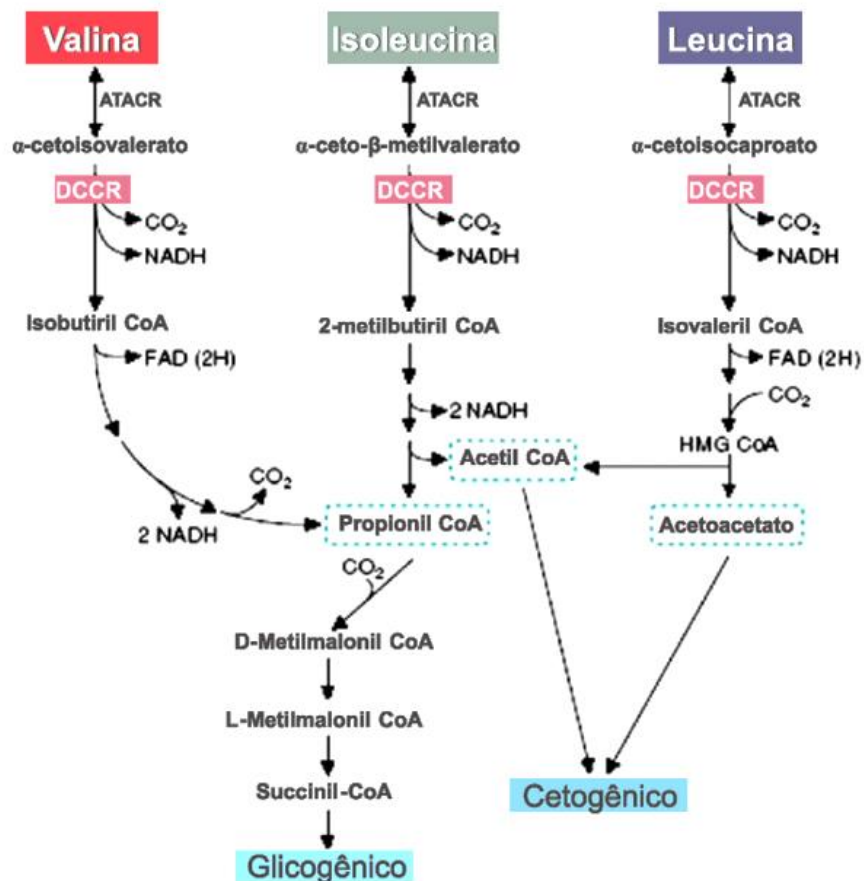 Valina
Isoleucina
Leucina
ATACR
ATACR
ATACR
α-cetoisovalerato
α-ceto-β-metilvalerato
α-cetoisocaproato
DCCR
DCCR
DCCR
CO₂
CO₂
CO₂
NADH
NADH
NADH
Isobutiril CoA
2-metilbutiril CoA
Isovaleril CoA
FAD (2H)
FAD (2H)
2 NADH
CO₂
HMG CoA
Acetil CoA
CO₂
2 NADH
Propionil CoA
Acetoacetato
CO₂
D-Metilmalonil CoA
L-Metilmalonil CoA
Succinil-CoA
Cetogênico
Glicogênico